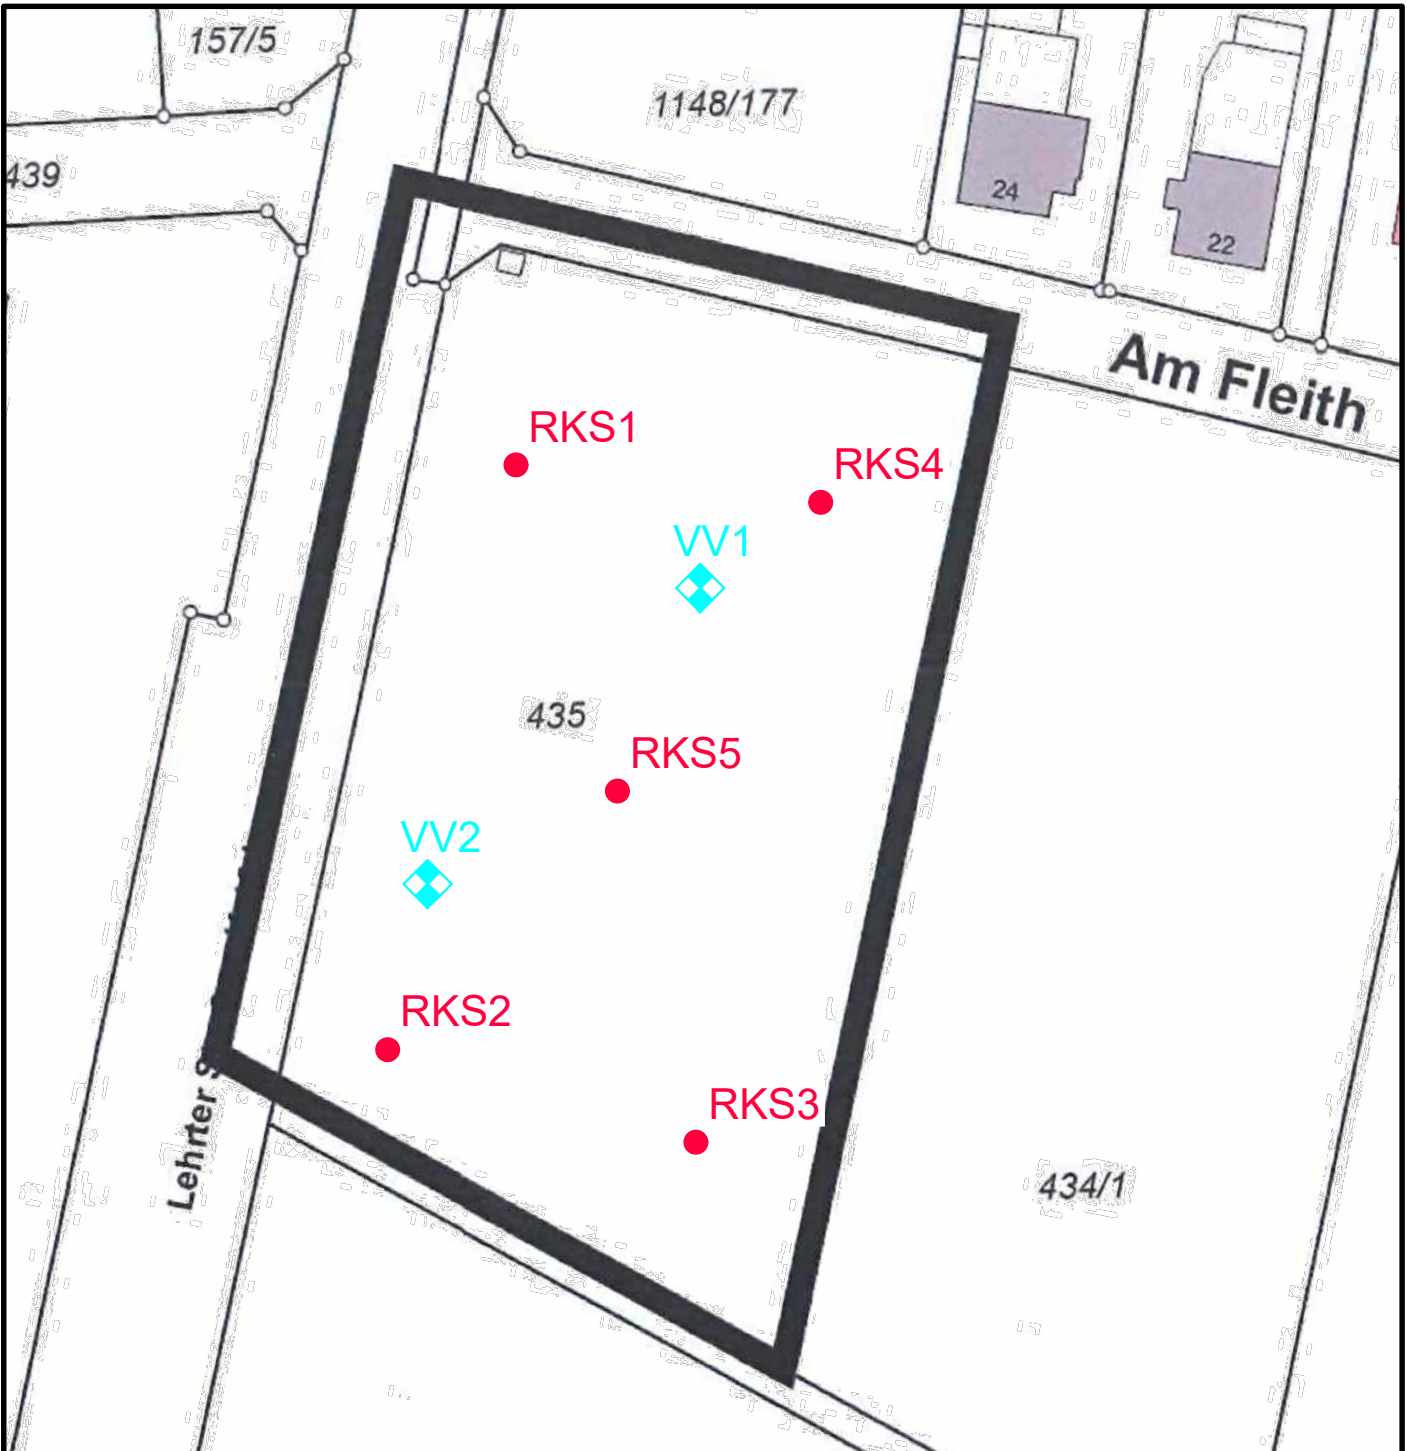 157/5
1148/177
439
24
22
Am Fleith
RKS1
RKS4
VV1
435
RKS5
VV2
RKS2
RKS3
Lehrter
434/1